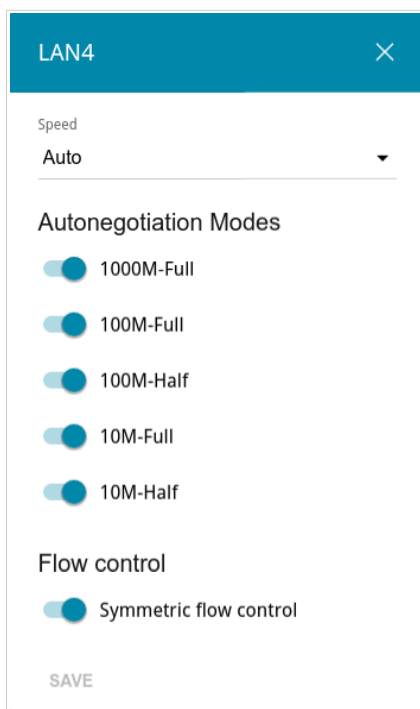 LAN4
Speed
Auto
Autonegotiation Modes
1000M-Full
100M-Full
100M-Half
10M-Full
10M-Half
Flow control
Symmetric flow control
SAVE